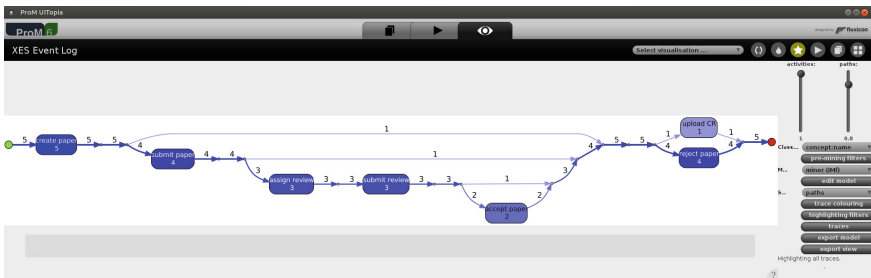 ProM UITopia
ProM 6
designed by fluxicon
XES Event Log
Select visualisation ...
activities:
paths:
1
0.8
5
create paper
5
5
5
4
submit paper
4
4
4
3
assign review
3
3
3
submit review
3
3
3
2
accept paper
2
2
1
1
1
3
4
5
5
1
upload CR
1
1
4
reject paper
4
4
5
Class...
concept:name
pre-mining filters
M...
miner (IMi)
edit model
S...
paths
trace colouring
highlighting filters
traces
export model
export view
Highlighting all traces.
?